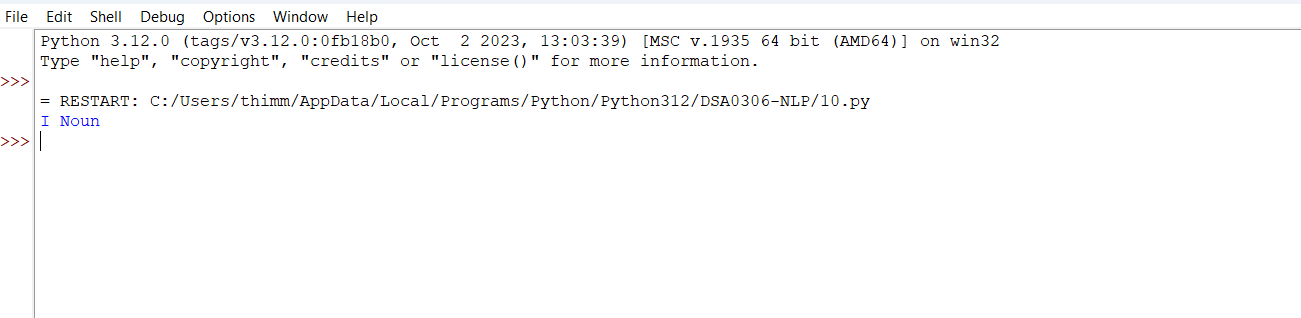 File Edit Shell Debug Options Window Help
Python 3.12.0 (tags/v3.12.0:0fb18b0, Oct  2 2023, 13:03:39) [MSC v.1935 64 bit (AMD64)] on win32
Type "help", "copyright", "credits" or "license()" for more information.
>>>
= RESTART: C:/Users/thimm/AppData/Local/Programs/Python/Python312/DSA0306-NLP/10.py
I Noun
>>>